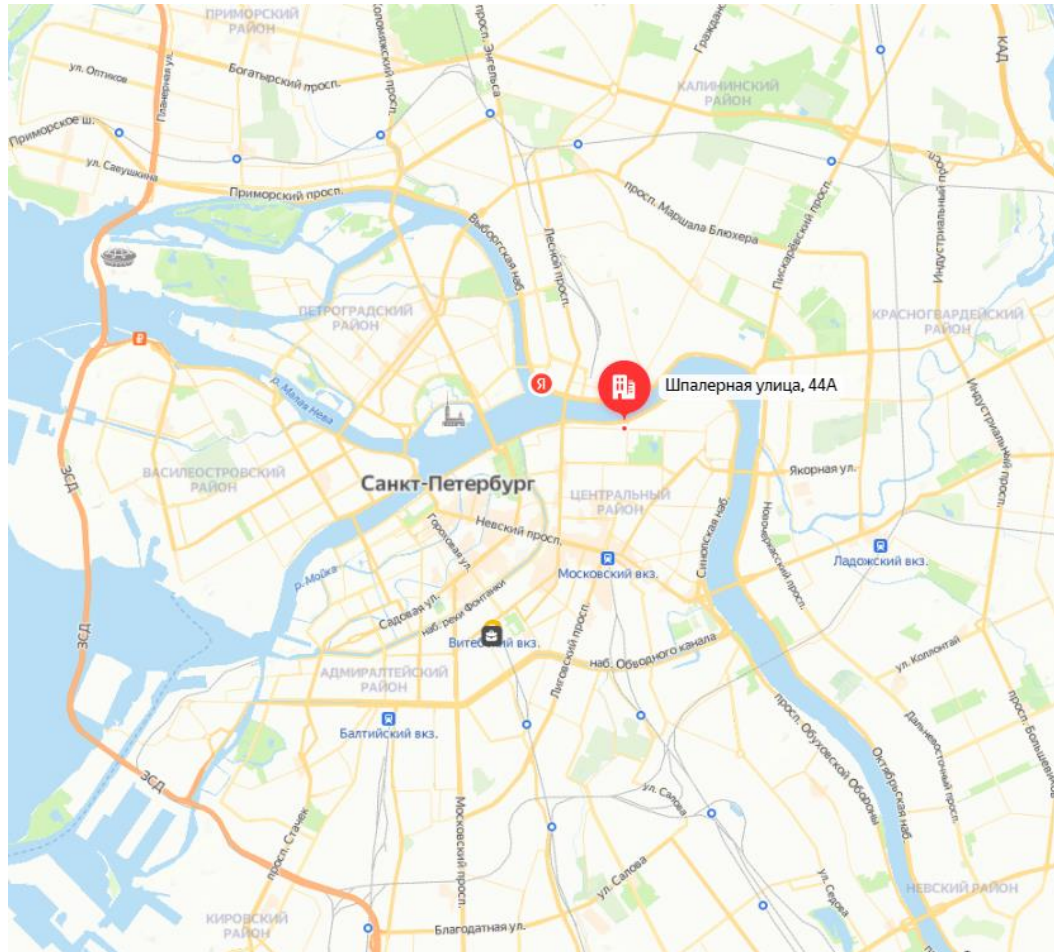 ПРИМОРСКИЙ
РАЙОН
Коломяжский просп.
просп. Энгельса
КАД
ул. Оптиков
Планерная ул.
Богатырский просп.
КАЛИНИНСКИЙ
РАЙОН
Приморское ш.
ул. Савушкина
Приморский просп.
просп. Маршала Блюхера
Пискарёвский просп.
Индустриальный просп.
Выборгская наб.
Лесной просп.
ПЕТРОГРАДСКИЙ
РАЙОН
КРАСНОГВАРДЕЙСКИЙ
РАЙОН
р. Малая Нева
Я
Шпалерная улица, 44А
Индустриальный просп.
ЗСД
ВАСИЛЕОСТРОВСКИЙ
РАЙОН
Санкт-Петербург
Якорная ул.
ЦЕНТРАЛЬНЫЙ
РАЙОН
Невский просп.
Гороховая ул.
Синопская наб.
Новочеркасский просп.
Ладожский вкз.
Московский вкз.
р. Мойка
Садовая ул.
наб. реки Фонтанки
ЗСД
Витебский вкз.
Лиговский просп.
наб. Обводного канала
ул. Коллонтай
АДМИРАЛТЕЙСКИЙ
РАЙОН
Балтийский вкз.
просп. Обуховской Обороны
Октябрьская наб.
Дальневосточный просп.
просп. Большевиков
ЗСД
ул. Салова
просп. Стачек
Московский просп.
ул. Салова
ул. Седова
НЕВСКИЙ РАЙОН
КИРОВСКИЙ
РАЙОН
Благодатная ул.